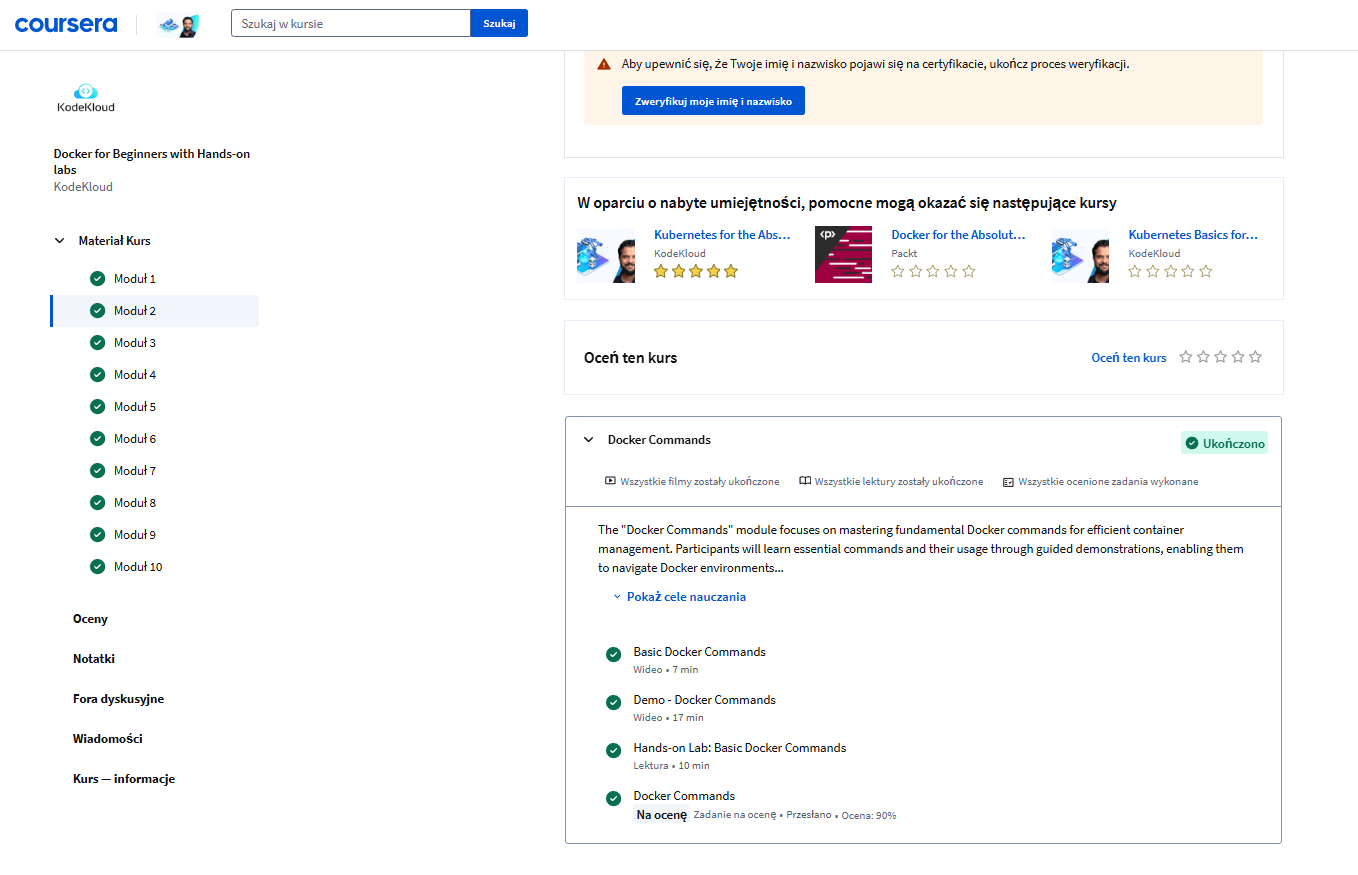 coursera
Szukaj w kursie
Szukaj
Aby upewnić się, że Twoje imię i nazwisko pojawi się na certyfikacie, ukończ proces weryfikacji.
Zweryfikuj moje imię i nazwisko
KodeKloud
Docker for Beginners with Hands-on
labs
KodeKloud
Materiał Kurs
Moduł 1
Moduł 2
Moduł 3
Moduł 4
Moduł 5
Moduł 6
Moduł 7
Moduł 8
Moduł 9
Moduł 10
Oceny
Notatki
Fora dyskusyjne
Wiadomości
Kurs — informacje
W oparciu o nabyte umiejętności, pomocne mogą okazać się następujące kursy
Kubernetes for the Abs...
KodeKloud
<p>
Docker for the Absolut...
Packt
Kubernetes Basics for...
KodeKloud
Oceń ten kurs
Oceń ten kurs
Docker Commands
Ukończono
Wszystkie filmy zostały ukończone
Wszystkie lektury zostały ukończone
Wszystkie ocenione zadania wykonane
The "Docker Commands" module focuses on mastering fundamental Docker commands for efficient container
management. Participants will learn essential commands and their usage through guided demonstrations, enabling them
to navigate Docker environments...
Pokaż cele nauczania
Basic Docker Commands
Wideo • 7 min
Demo - Docker Commands
Wideo • 17 min
Hands-on Lab: Basic Docker Commands
Lektura • 10 min
Docker Commands
Na ocenę Zadanie na ocenę • Przesłano • Ocena: 90%